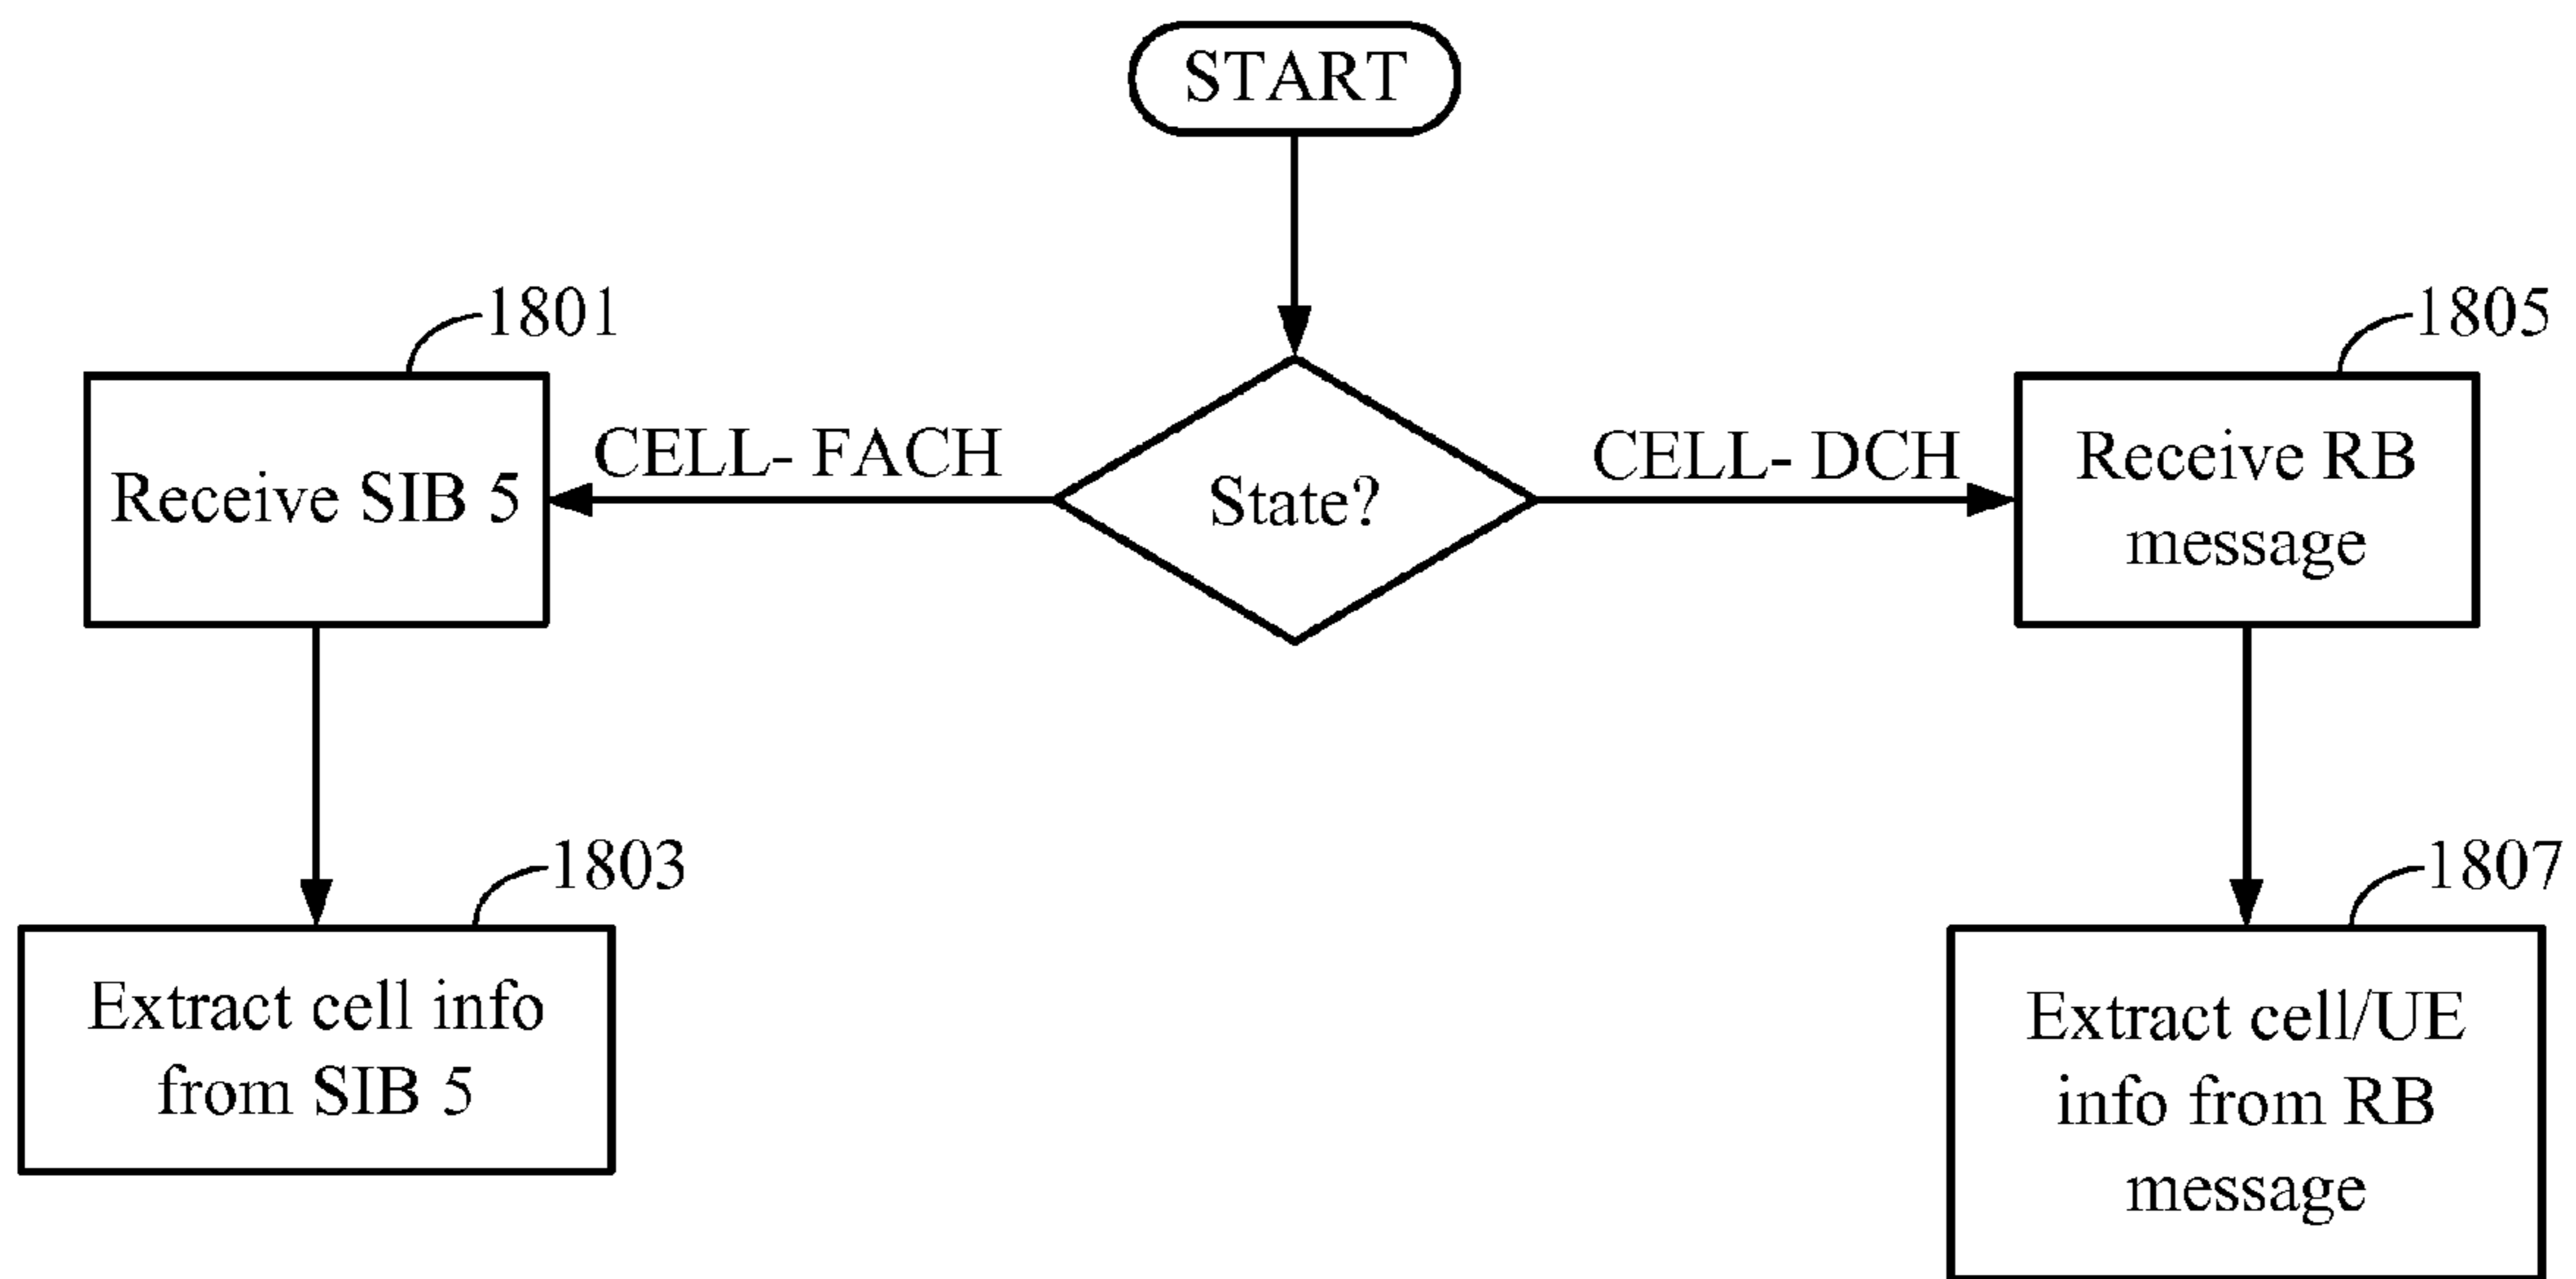 START
1801
1805
Receive SIB 5
CELL- FACH
State?
CELL- DCH
Receive RB
message
1803
1807
Extract cell info
from SIB 5
Extract cell/UE
info from RB
message